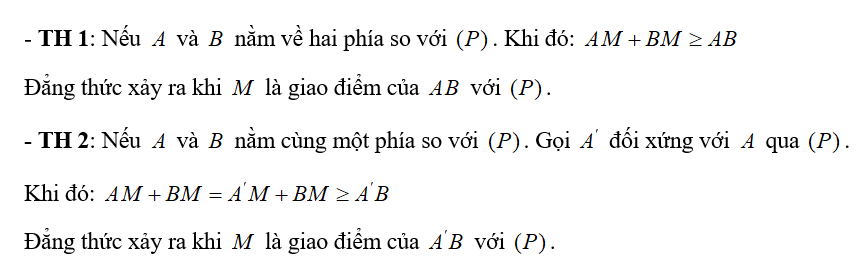 - TH 1: Nếu A và B nằm về hai phía so với (P). Khi đó: AM + BM ≥ AB
Đẳng thức xảy ra khi M là giao điểm của AB với (P).
- TH 2: Nếu A và B nằm cùng một phía so với (P). Gọi A' đối xứng với A qua (P).
Khi đó: AM + BM = A'M + BM ≥ A'B
Đẳng thức xảy ra khi M là giao điểm của A'B với (P).